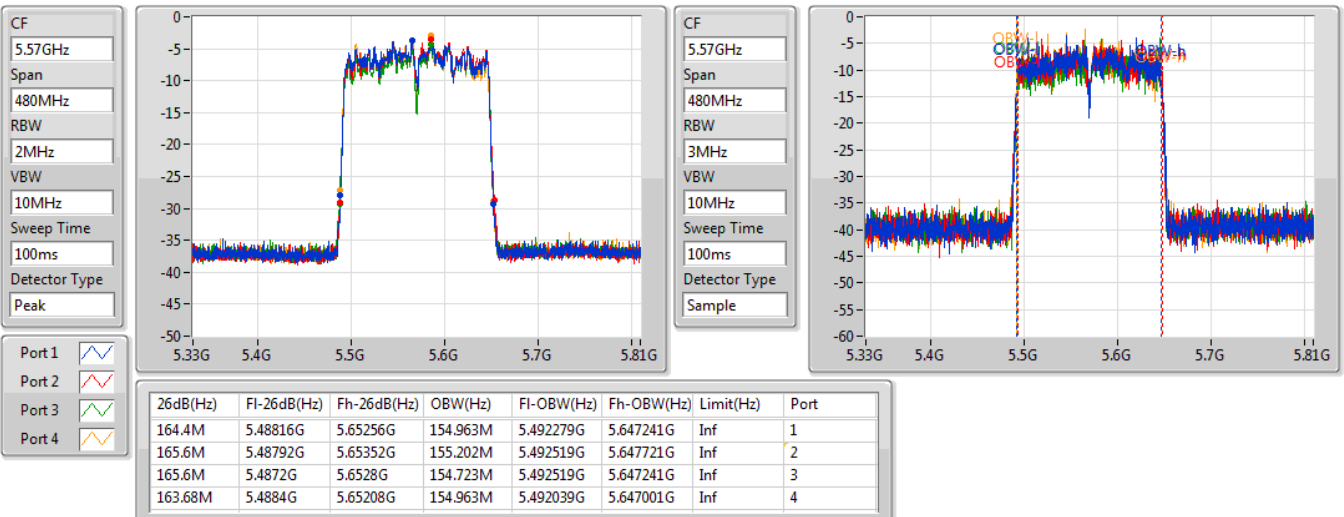 CF
5.57GHz
Span
480MHz
RBW
2MHz
VBW
10MHz
Sweep Time
100ms
Detector Type
Peak
0
-5
-10
-15
-20
-25
-30
-35
-40
-45
-50
5.33G 5.4G 5.5G 5.6G 5.7G 5.81G
CF
5.57GHz
Span
480MHz
RBW
3MHz
VBW
10MHz
Sweep Time
100ms
Detector Type
Sample
0
-5
-10
-15
-20
-25
-30
-35
-40
-45
-50
-55
-60
5.33G 5.4G 5.5G 5.6G 5.7G 5.81G
Port 1
Port 2
Port 3
Port 4
26dB(Hz) Fl-26dB(Hz) Fh-26dB(Hz) OBW(Hz) Fl-OBW(Hz) Fh-OBW(Hz) Limit(Hz) Port
164.4M 5.48816G 5.65256G 154.963M 5.492279G 5.647241G Inf 1
165.6M 5.48792G 5.65352G 155.202M 5.492519G 5.647721G Inf 2
165.6M 5.4872G 5.6528G 154.723M 5.492519G 5.647241G Inf 3
163.68M 5.4884G 5.65208G 154.963M 5.492039G 5.647001G Inf 4